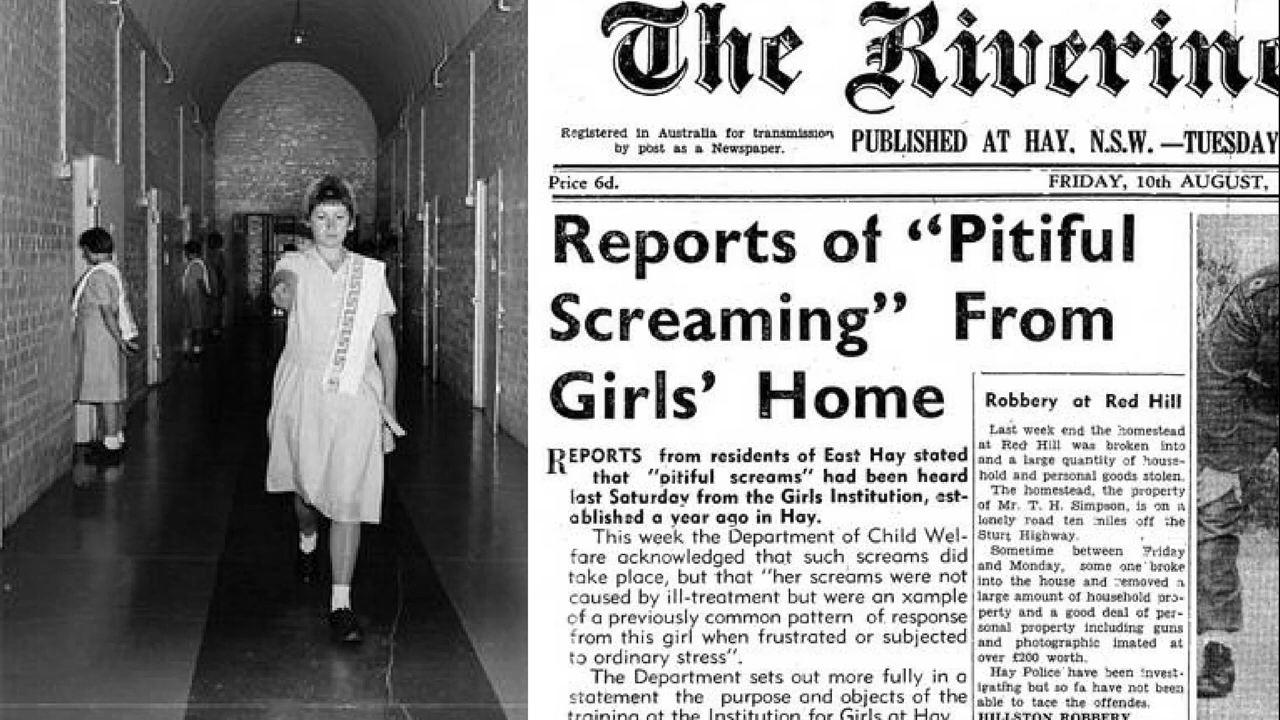 The Riverine
Registered in Australia for transmission
by post as a Newspaper.
PUBLISHED AT HAY, N.S.W. —TUESDAY
Price 6d.
FRIDAY, 10th AUGUST,
Reports of “Pitiful
Screaming” From
Girls’ Home
REPORTS from residents of East Hay stated
that "pitiful screams" had been heard
last Saturday from the Girls Institution, est-
ablished a year ago in Hay.
This week the Department of Child Wel-
fare acknowledged that such screams did
take place, but that "her screams were not
caused by ill-treatment but were an xample
of a previously common pattern of response
from this girl when frustrated or subjected
to ordinary stress".
The Department sets out more fully in a
statement the purpose and objects of the
training at the Institution for Girls at Hay.
Robbery at Red Hill
Last week end the homestead
at Red Hill was broken into
and a large quantity of house-
hold and personal goods stolen.
The homestead, the property
of Mr. T. H. Simpson, is on a
lonely road ten miles off the
Sturt Highway.
Sometime between Friday
and Monday, some one broke
into the house and removed a
large amount of household pro-
perty and a good deal of per-
sonal property including guns
and photographic imated at
over £200 worth.
Hay Police have been invest-
igating but so fa have not been
able to tace the offendes.
HILLSTON ROBBERY